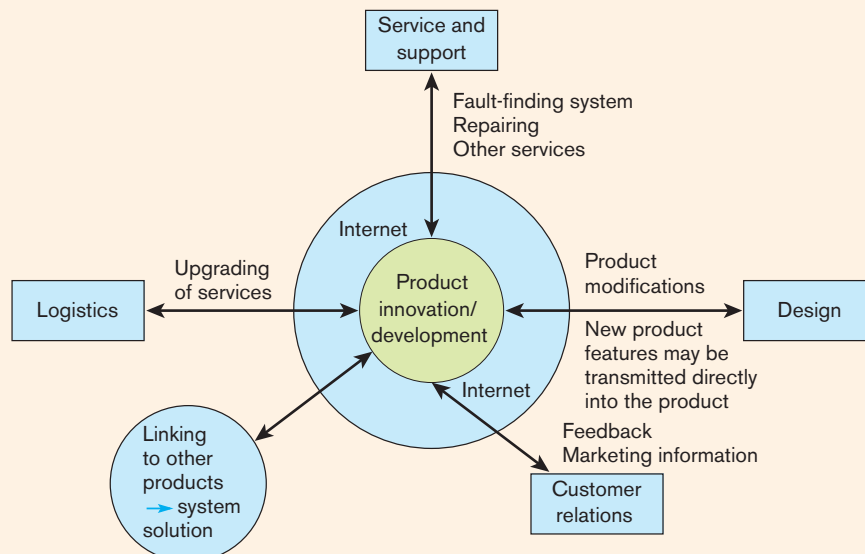 Service and
support
Fault-finding system
Repairing
Other services
Internet
Upgrading
of services
Logistics
Product
innovation/
development
Product
modifications
New product
features may be
transmitted directly
into the product
Design
Internet
Feedback
Marketing information
Customer
relations
Linking
to other
products
→ system
solution